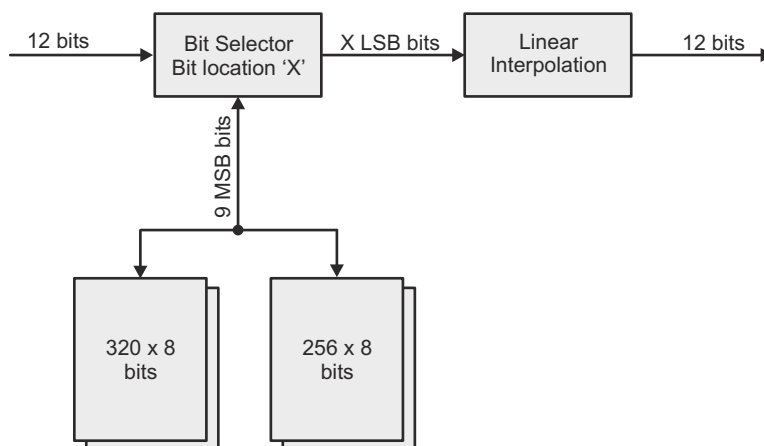 12 bits
Bit Selector
Bit location ‘X’
X LSB bits
Linear
Interpolation
12 bits
9 MSB bits
320 x 8
bits
256 x 8
bits